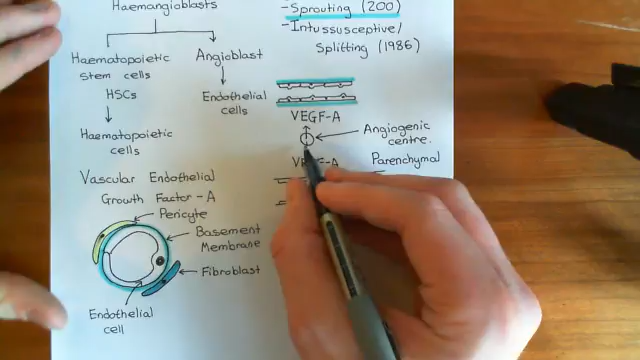 Haemangioblasts
Haematopoietic
Stem cells
HSCs
Haematopoietic
cells
Angioblast
Endothelial
cells
-Sprouting (200)
-Intussusceptive/
Splitting (1986)
VEGF-A
Angiogenic
centre.
Parenchymal
Vascular Endothelial
Growth Factor-A
Pericyte
Basement
Membrane
Fibroblast
Endothelial
cell